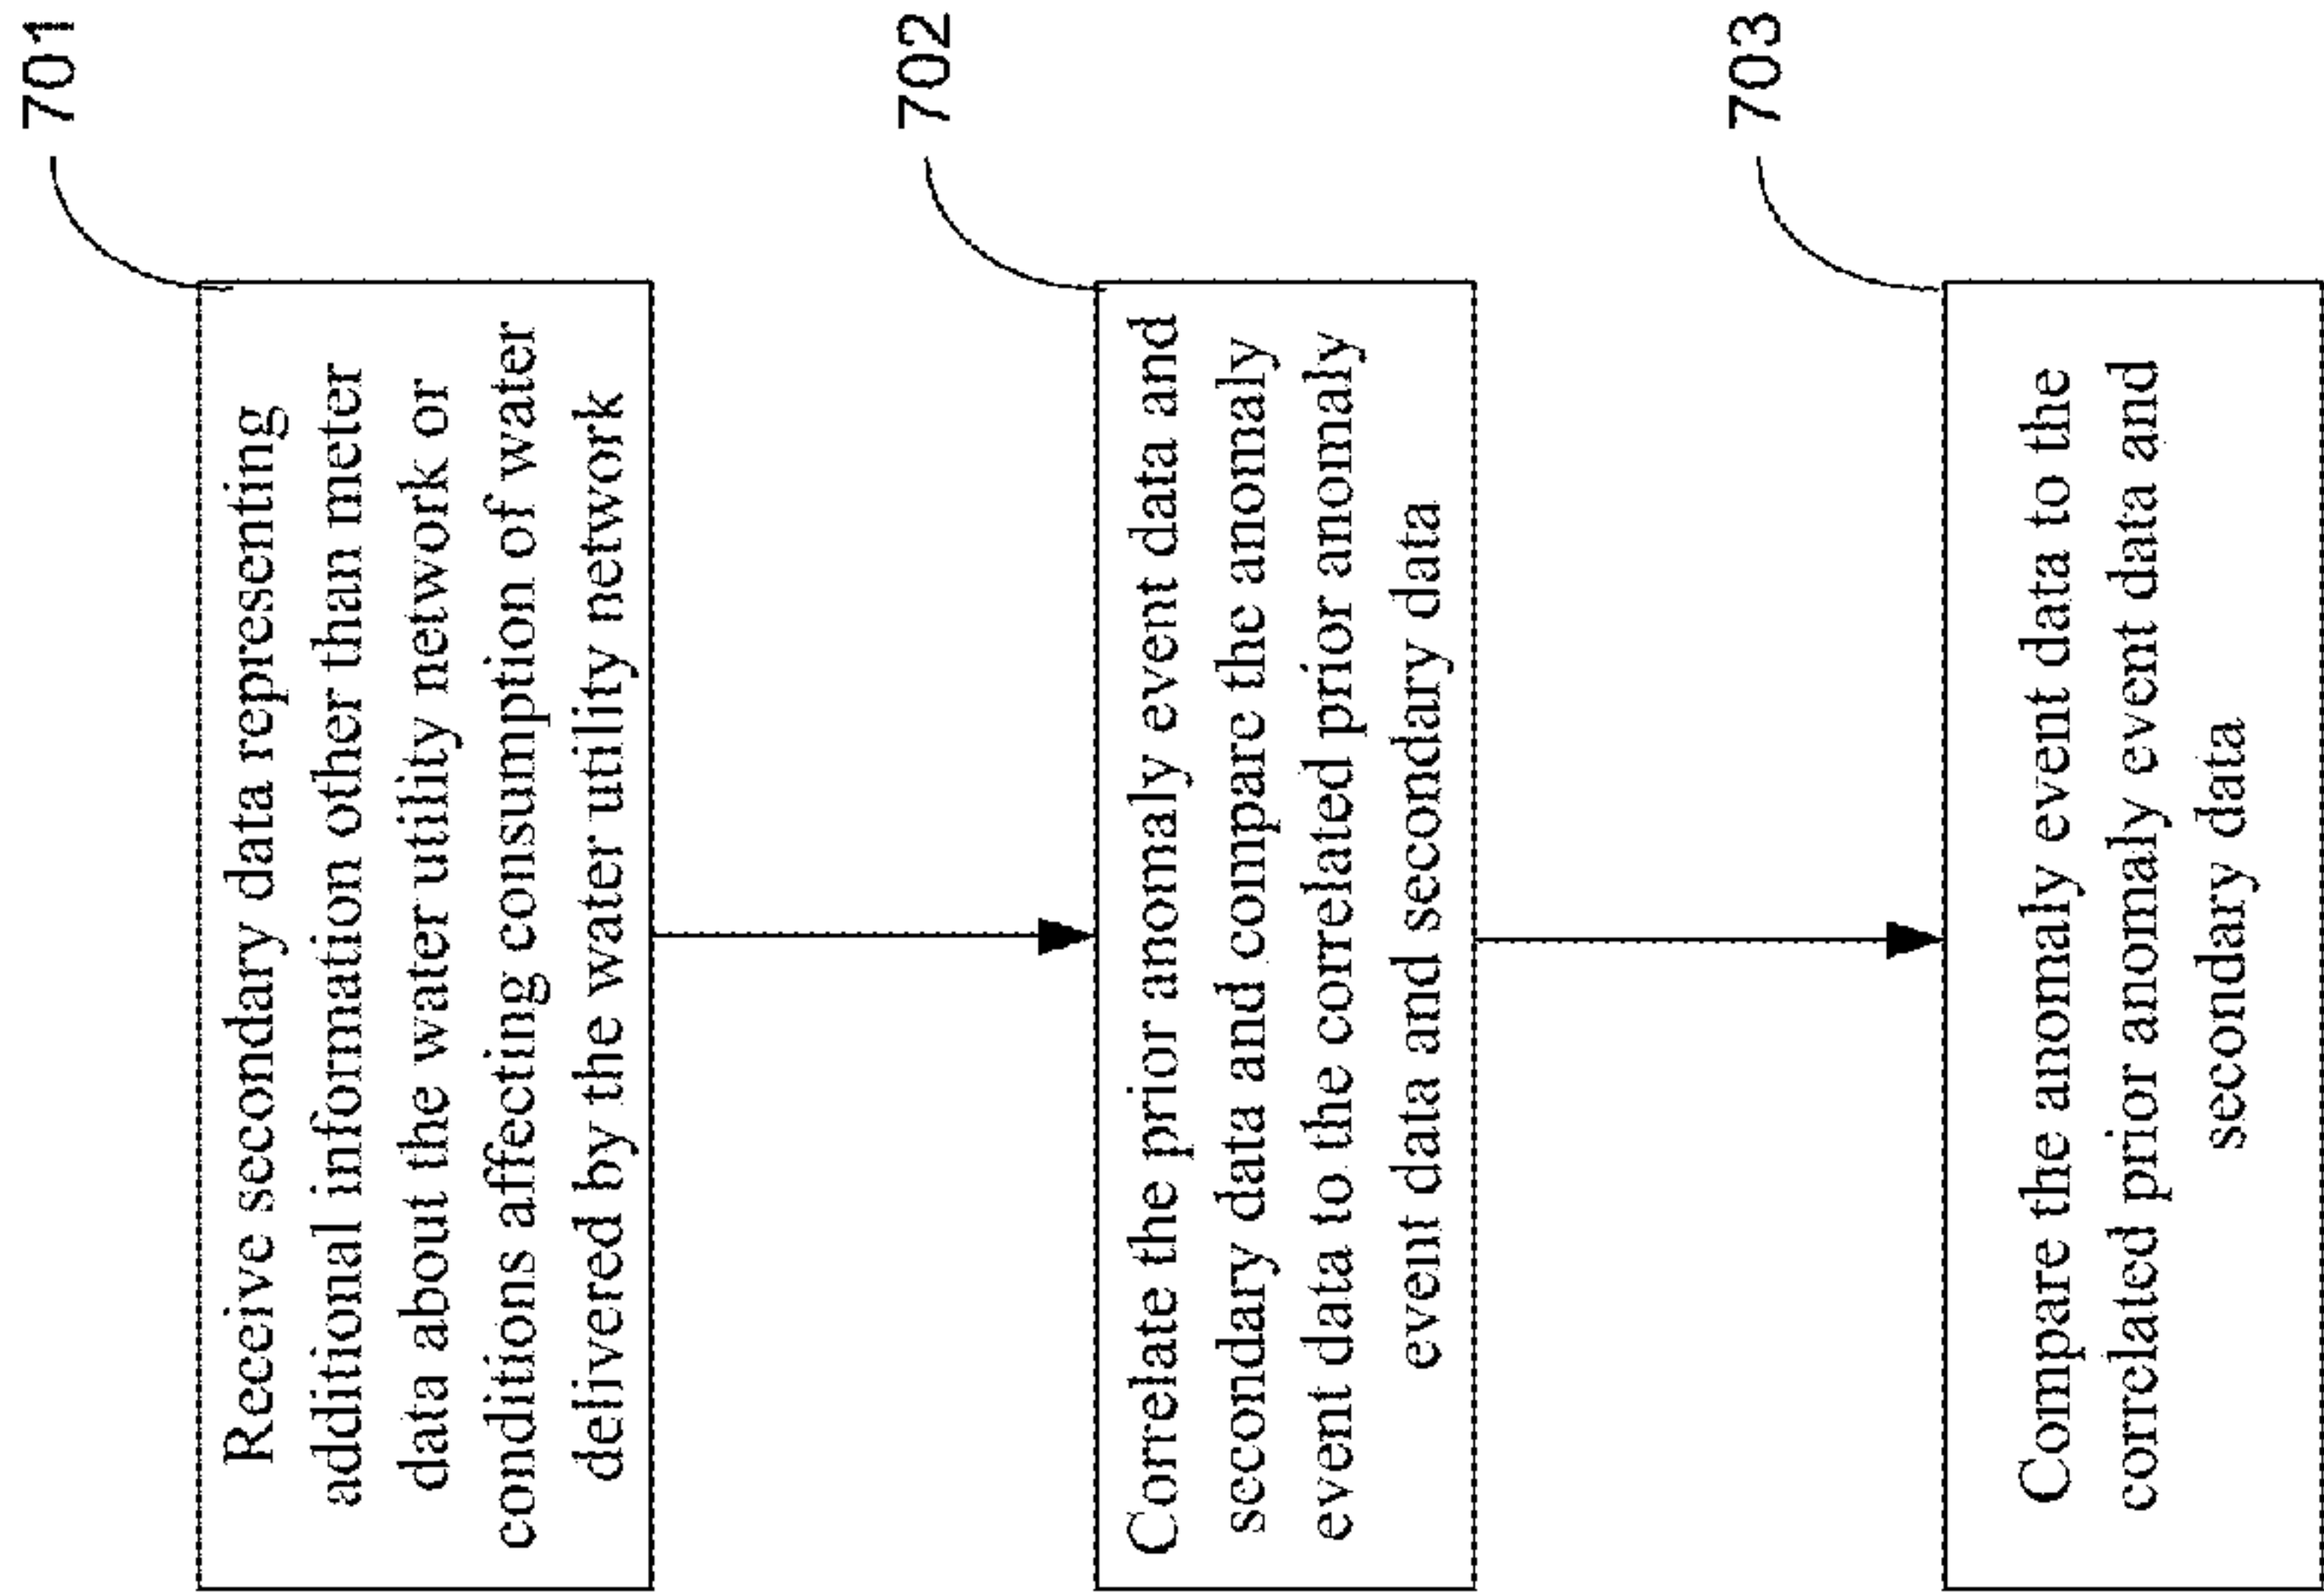 701
Receive secondary data representing
additional information other than meter
data about the water utility network or
conditions affecting consumption of water
delivered by the water utility network
702
Correlate the prior anomaly event data and
secondary data and compare the anomaly
event data to the correlated prior anomaly
event data and secondary data
703
Compare the anomaly event data to the
correlated prior anomaly event data and
secondary data